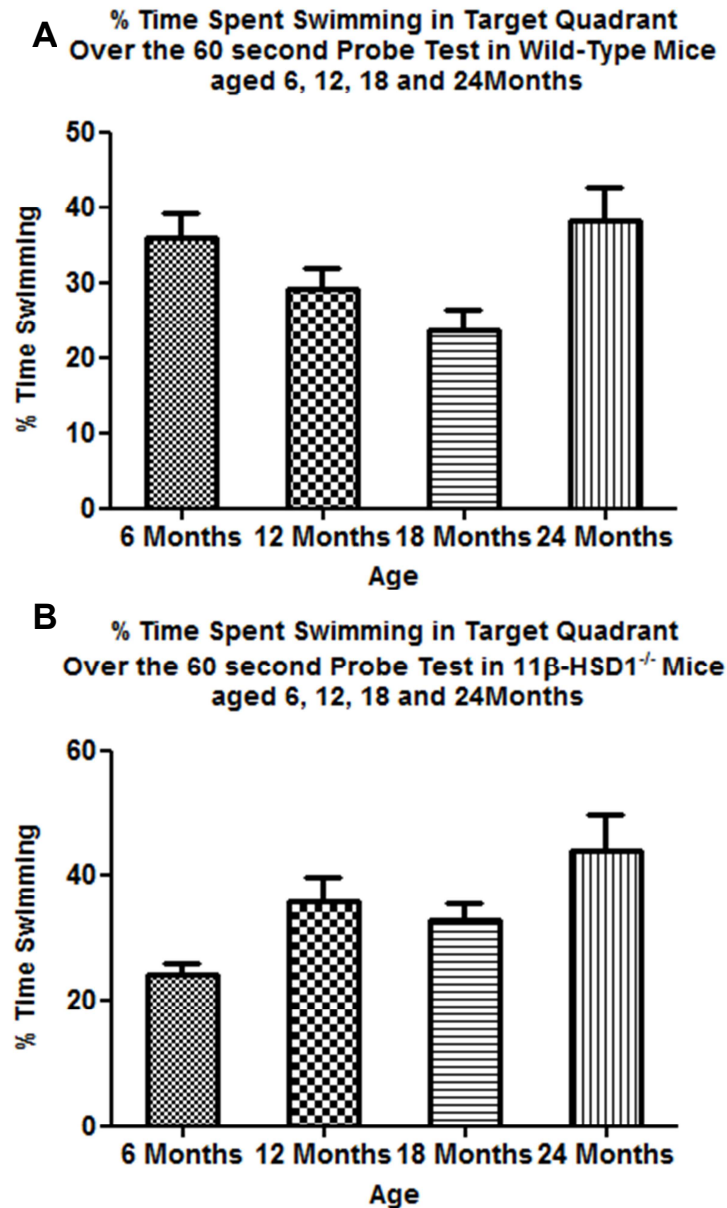 A
% Time Spent Swimming in Target Quadrant
Over the 60 second Probe Test in Wild-Type Mice
aged 6, 12, 18 and 24Months
50
40
30
20
10
0
% Time Swimming
6 Months 12 Months 18 Months 24 Months
Age
B
% Time Spent Swimming in Target Quadrant
Over the 60 second Probe Test in 11β-HSD1-/- Mice
aged 6, 12, 18 and 24Months
60
40
20
0
% Time Swimming
6 Months 12 Months 18 Months 24 Months
Age